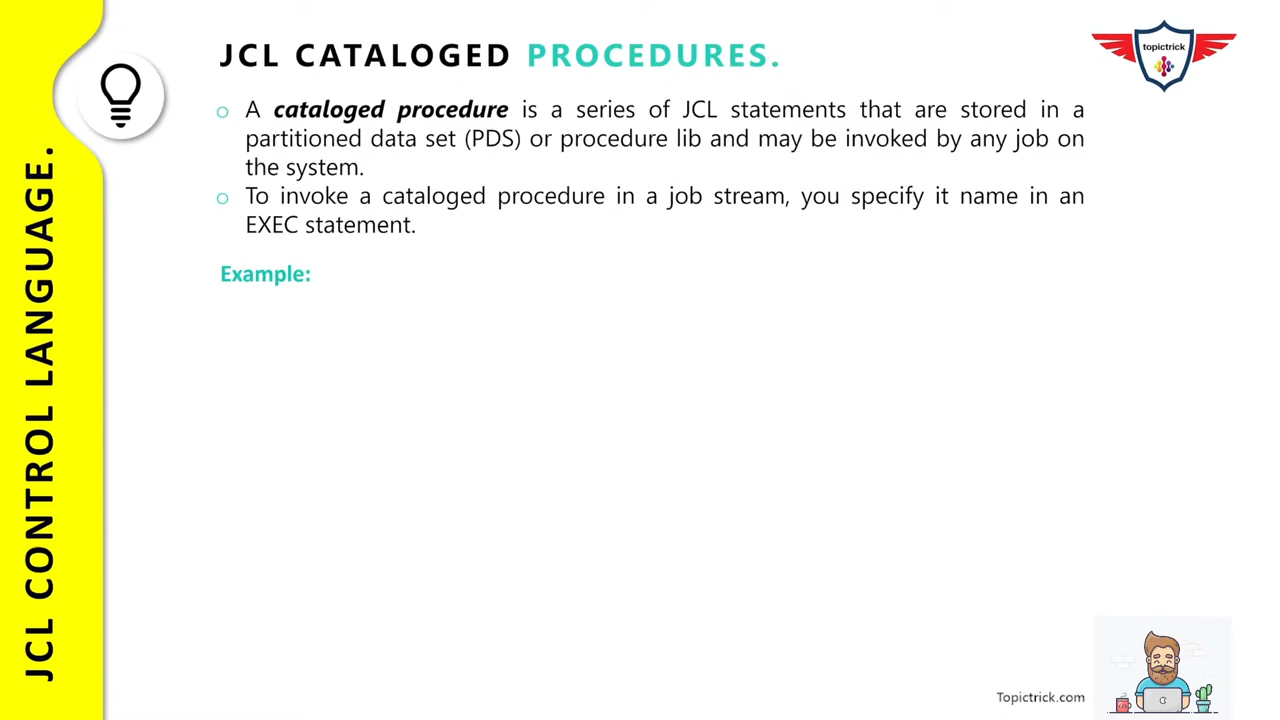 JCL CONTROL LANGUAGE.
JCL CATALOGED PROCEDURES.
topictrick
o A cataloged procedure is a series of JCL statements that are stored in a
partitioned data set (PDS) or procedure lib and may be invoked by any job on
the system.
o To invoke a cataloged procedure in a job stream, you specify it name in an
EXEC statement.
Example:
Topictrick.com